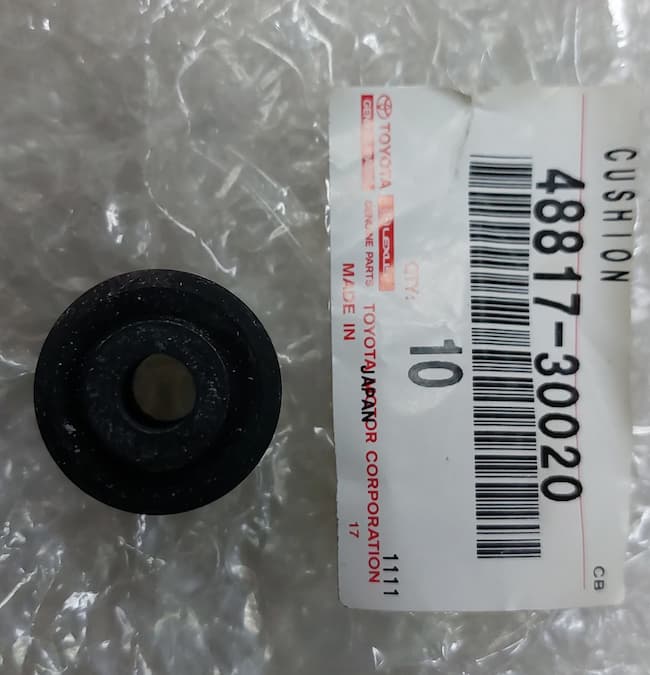 CUSHION
48817-30020
QTY:
10
TOYOTA LEXUS
GENUINE PARTS
TOYOTA MOTOR CORPORATION
MADE IN JAPAN
17
1111
CB